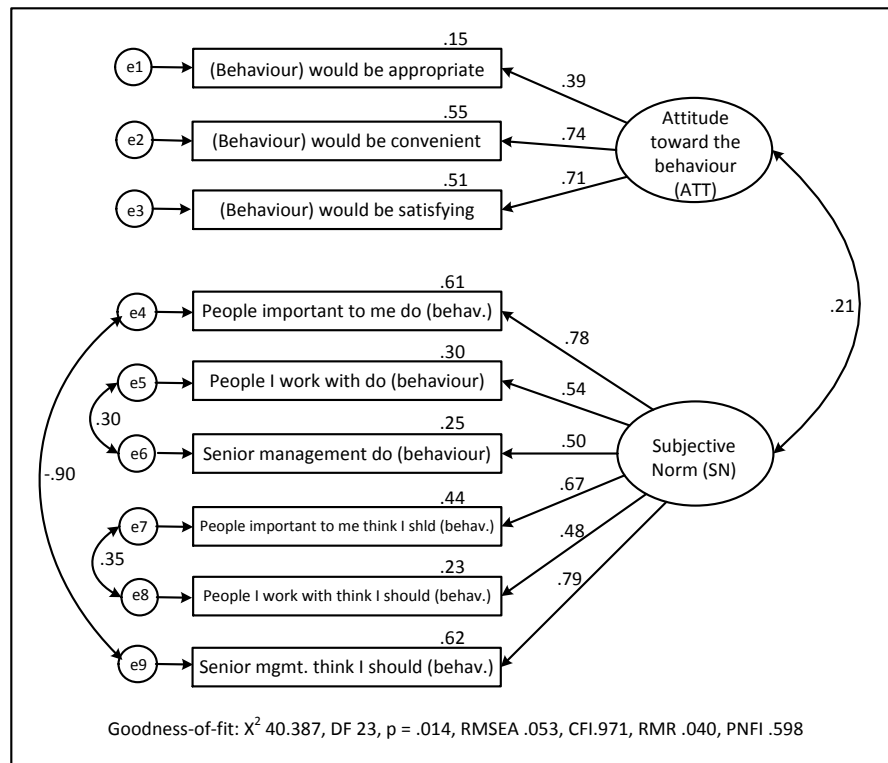 .15
e1
(Behaviour) would be appropriate
.39
.55
e2
(Behaviour) would be convenient
.74
Attitude
toward the
behaviour
(ATT)
.51
e3
(Behaviour) would be satisfying
.71
.21
.61
e4
People important to me do (behav.)
.78
.30
e5
People I work with do (behaviour)
.54
.30
.25
e6
Senior management do (behaviour)
.50
Subjective
Norm (SN)
-.90
.44
e7
People important to me think I shld (behav.)
.67
.35
.23
e8
People I work with think I should (behav.)
.48
.62
e9
Senior mgmt. think I should (behav.)
.79
Goodness-of-fit: X² 40.387, DF 23, p = .014, RMSEA .053, CFI.971, RMR .040, PNFI .598